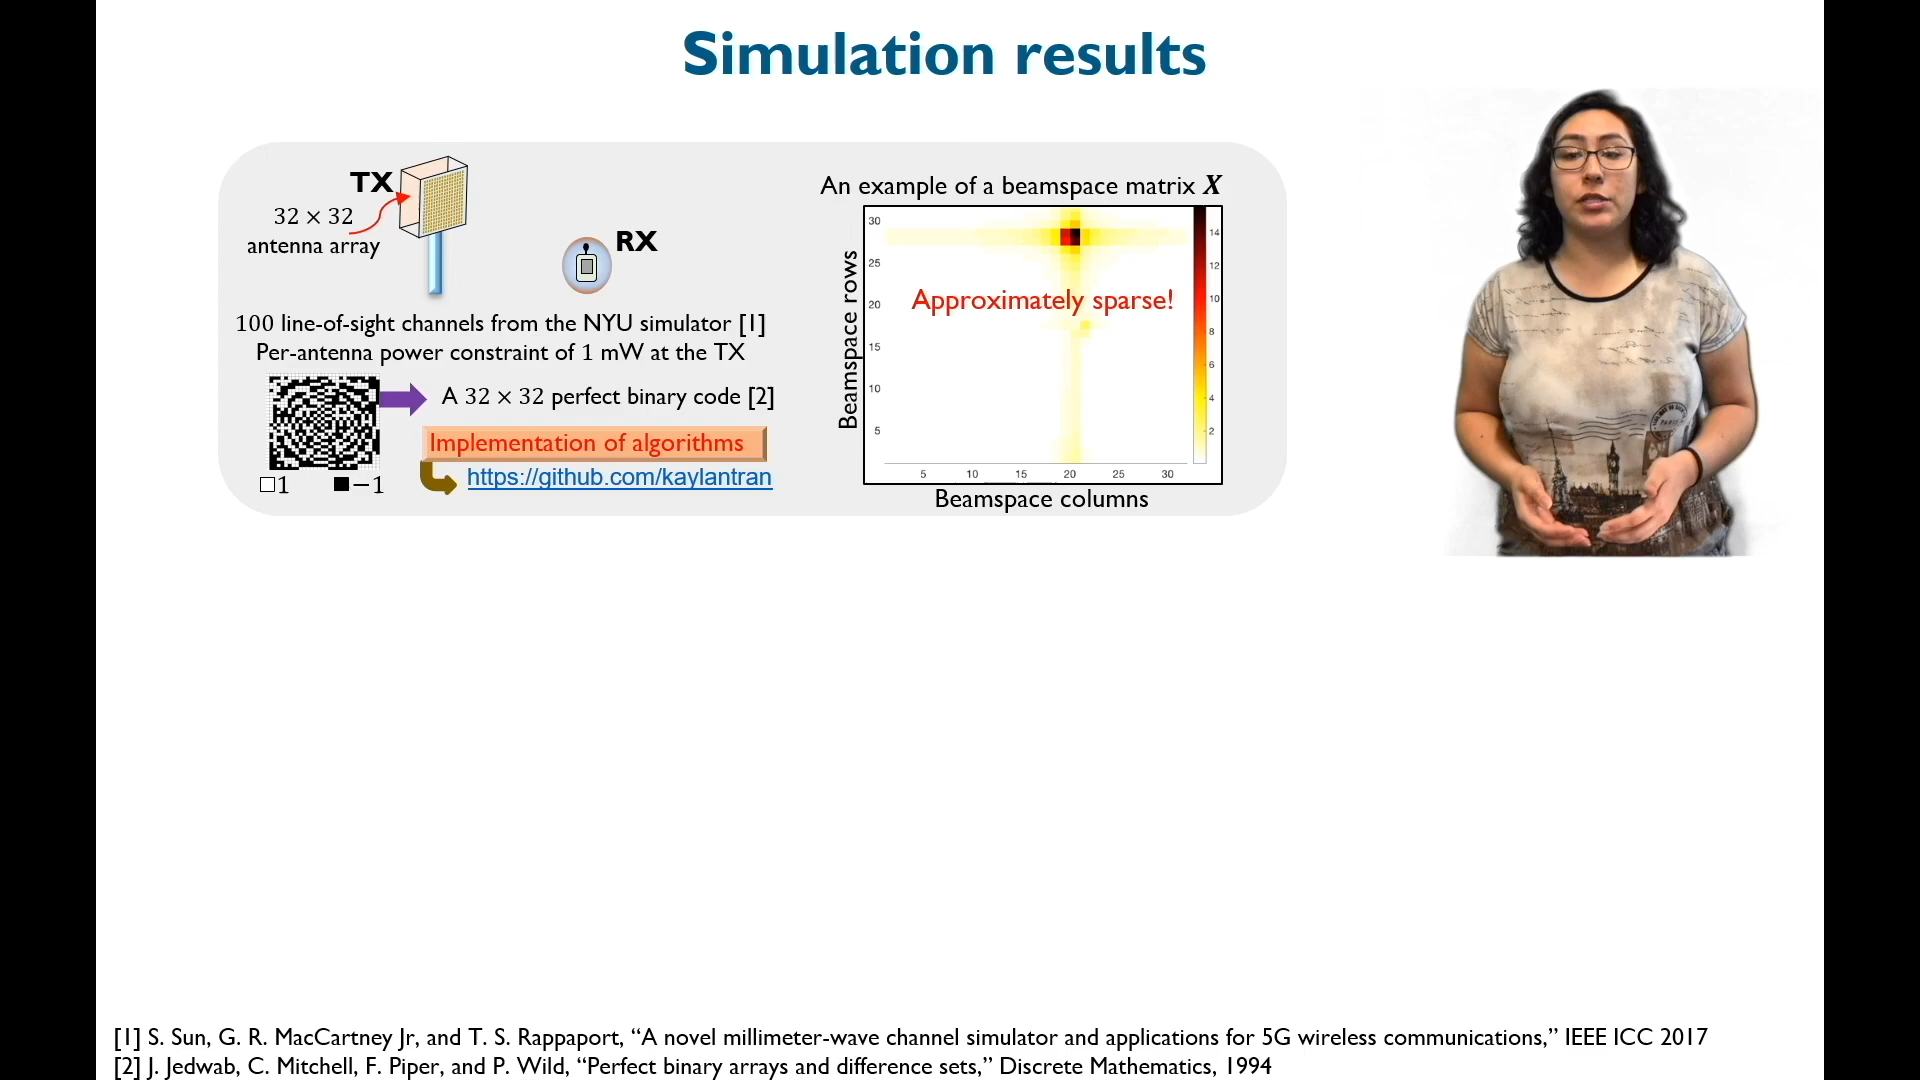 Simulation results
TX
32 × 32
antenna array
RX
100 line-of-sight channels from the NYU simulator [1]
Per-antenna power constraint of 1 mW at the TX
A 32 × 32 perfect binary code [2]
Implementation of algorithms
https://github.com/kaylantran
1
−1
An example of a beamspace matrix X
Beamspace rows
30
25
20
15
10
5
Approximately sparse!
14
12
10
8
6
4
2
5 10 15 20 25 30
Beamspace columns
[1] S. Sun, G. R. MacCartney Jr, and T. S. Rappaport, “A novel millimeter-wave channel simulator and applications for 5G wireless communications,” IEEE ICC 2017
[2] J. Jedwab, C. Mitchell, F. Piper, and P. Wild, “Perfect binary arrays and difference sets,” Discrete Mathematics, 1994